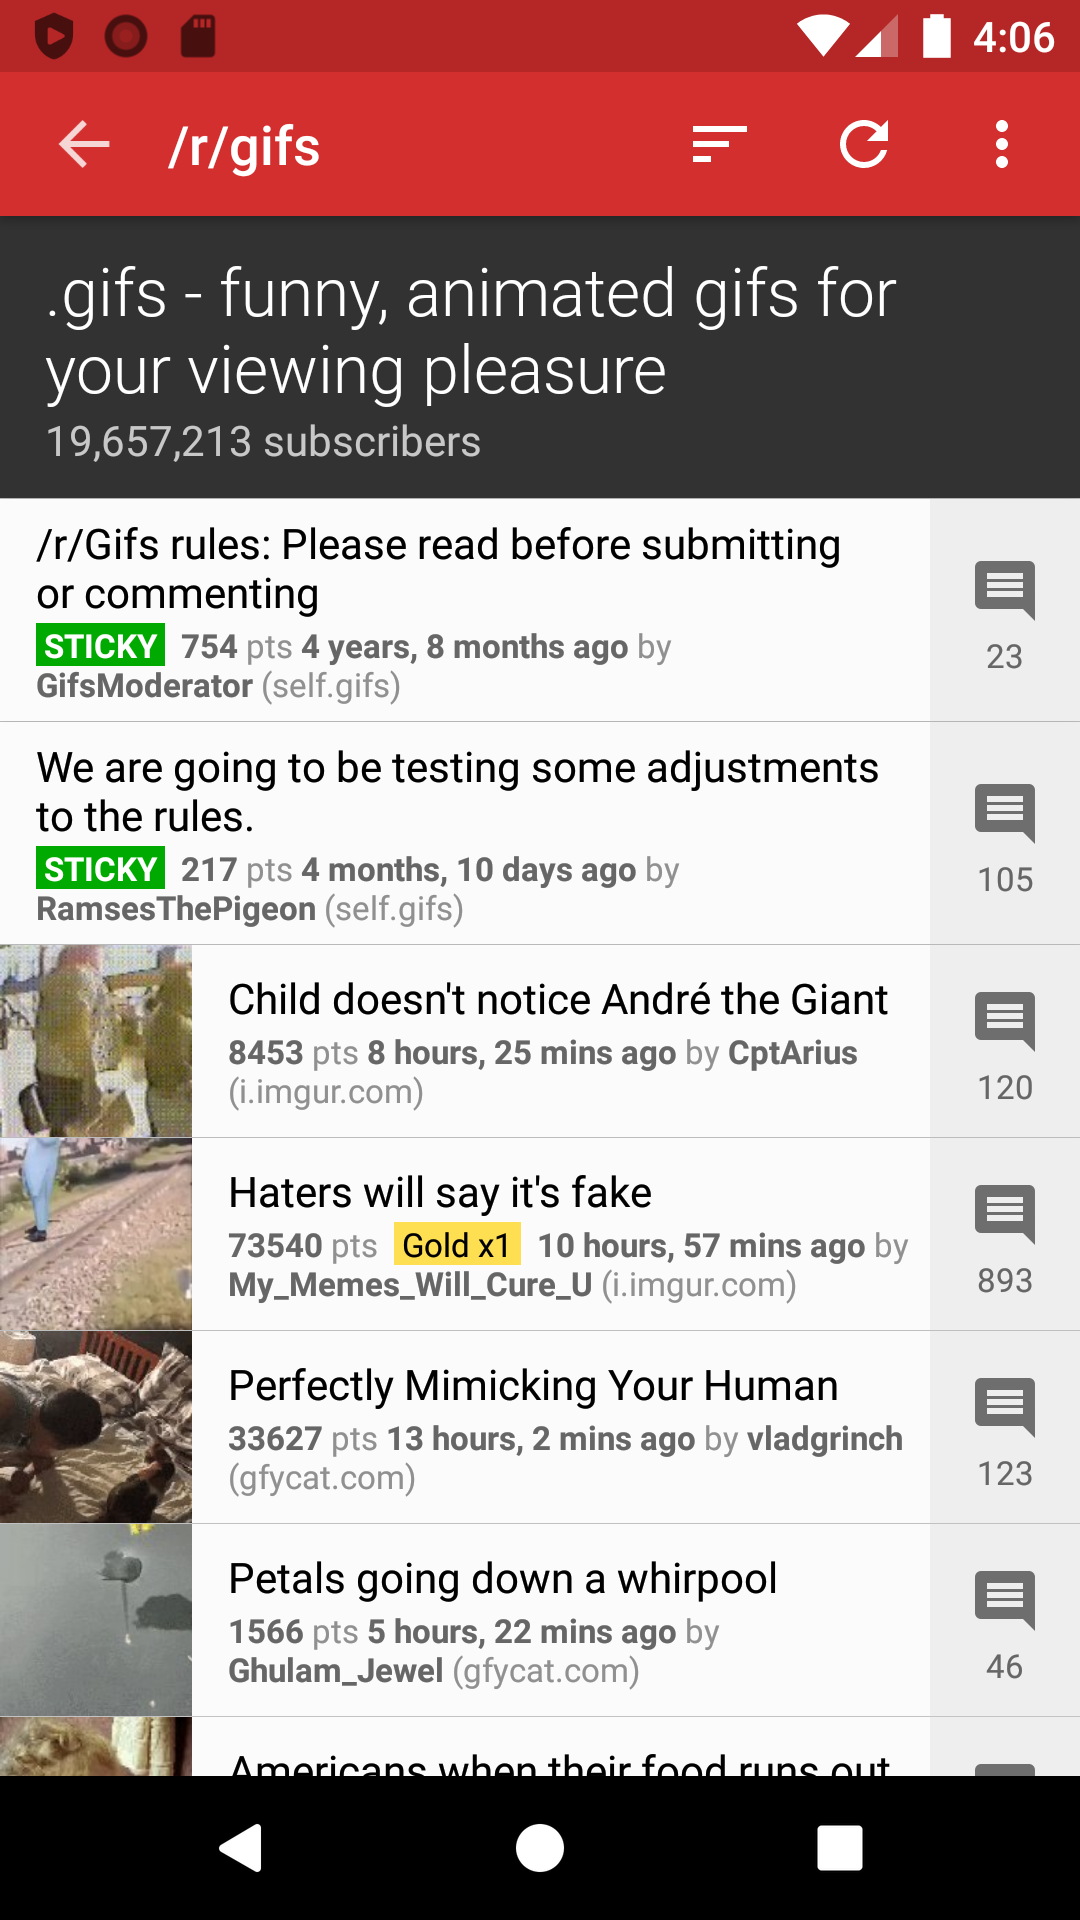 4:06
/r/gifs
.gifs - funny, animated gifs for
your viewing pleasure
19,657,213 subscribers
/r/Gifs rules: Please read before submitting
or commenting
STICKY 754 pts 4 years, 8 months ago by
GifsModerator (self.gifs)
23
We are going to be testing some adjustments
to the rules.
STICKY 217 pts 4 months, 10 days ago by
RamsesThePigeon (self.gifs)
105
Child doesn't notice André the Giant
8453 pts 8 hours, 25 mins ago by CptArius
(i.imgur.com)
120
Haters will say it's fake
73540 pts Gold x1 10 hours, 57 mins ago by
My_Memes_Will_Cure_U (i.imgur.com)
893
Perfectly Mimicking Your Human
33627 pts 13 hours, 2 mins ago by vladgrinch
(gfycat.com)
123
Petals going down a whirpool
1566 pts 5 hours, 22 mins ago by
Ghulam_Jewel (gfycat.com)
46
Americans when their food runs out